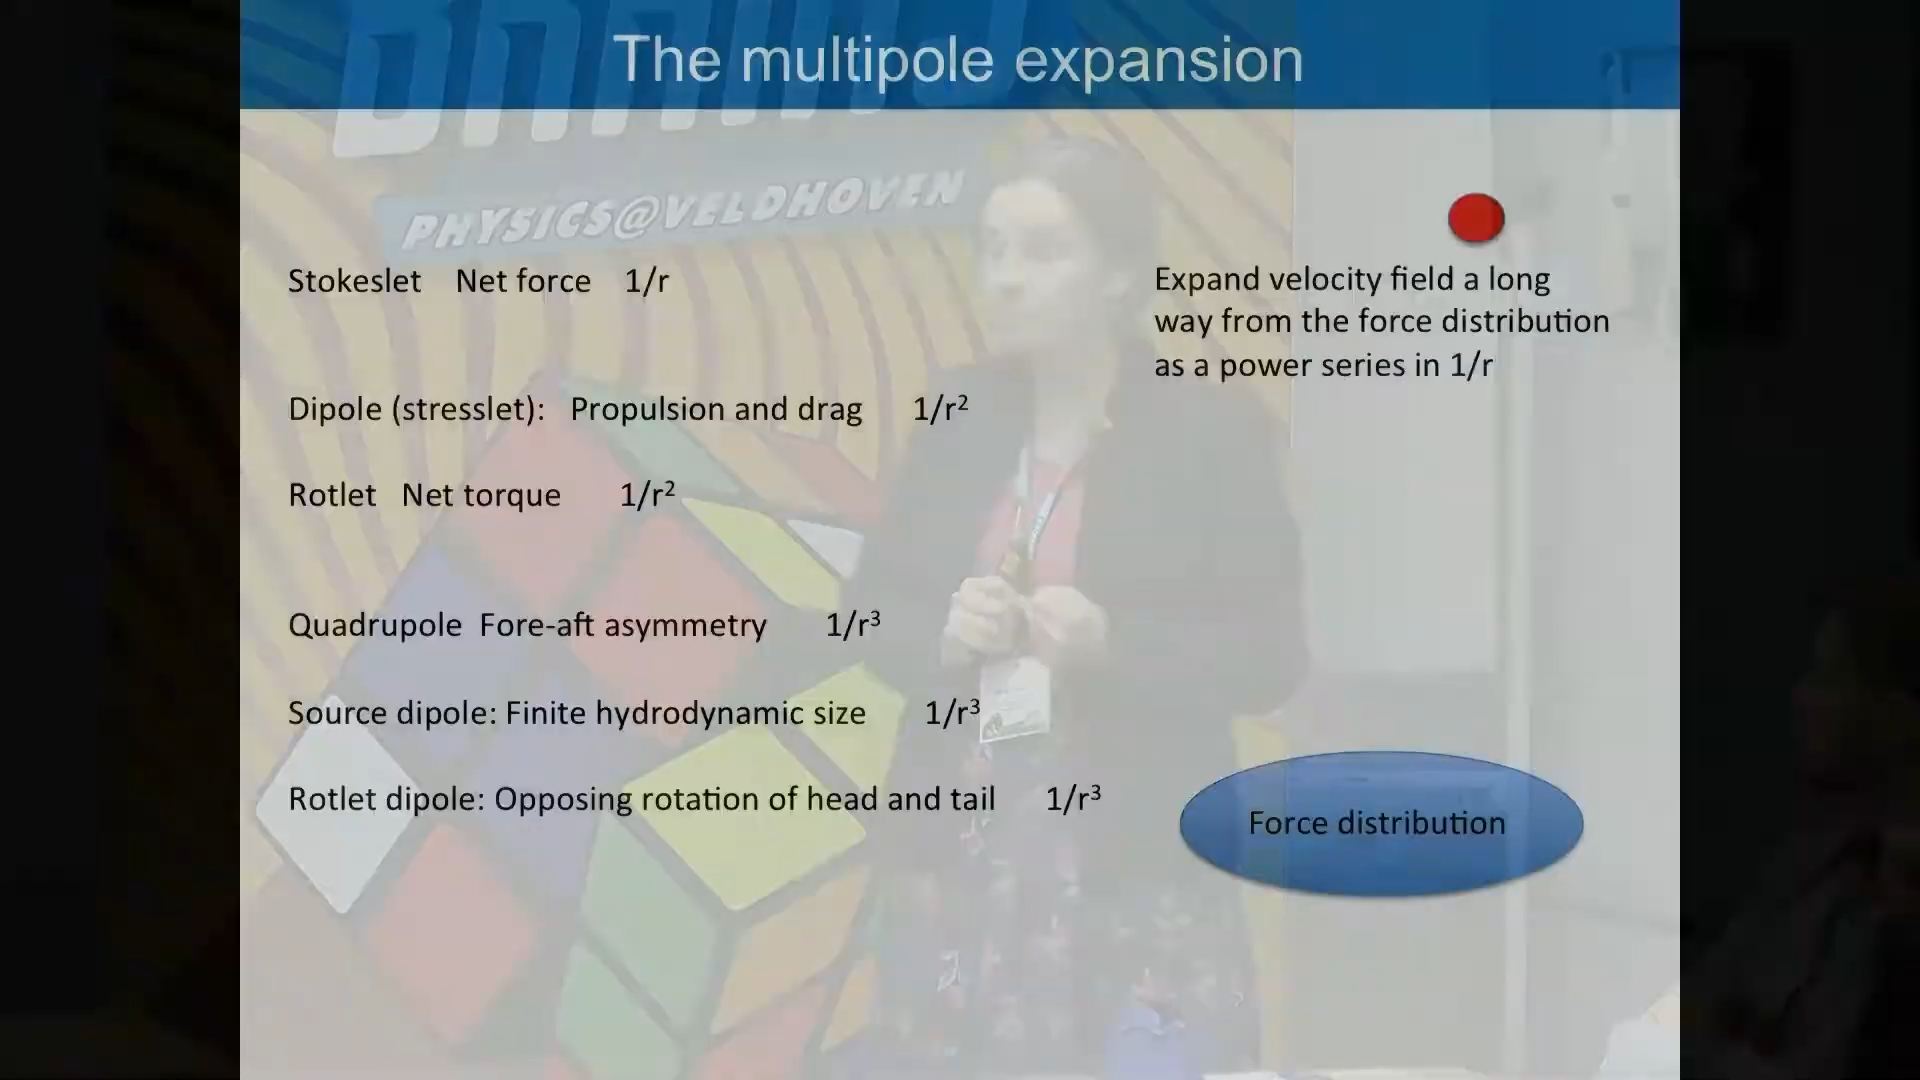 The multipole expansion
PHYSICS@VELDHOVEN
Stokeslet Net force 1/r
Expand velocity field a long
way from the force distribution
as a power series in 1/r
Dipole (stresslet): Propulsion and drag 1/r²
Rotlet Net torque 1/r²
Quadrupole Fore-aft asymmetry 1/r³
Source dipole: Finite hydrodynamic size 1/r³
Rotlet dipole: Opposing rotation of head and tail 1/r³
Force distribution